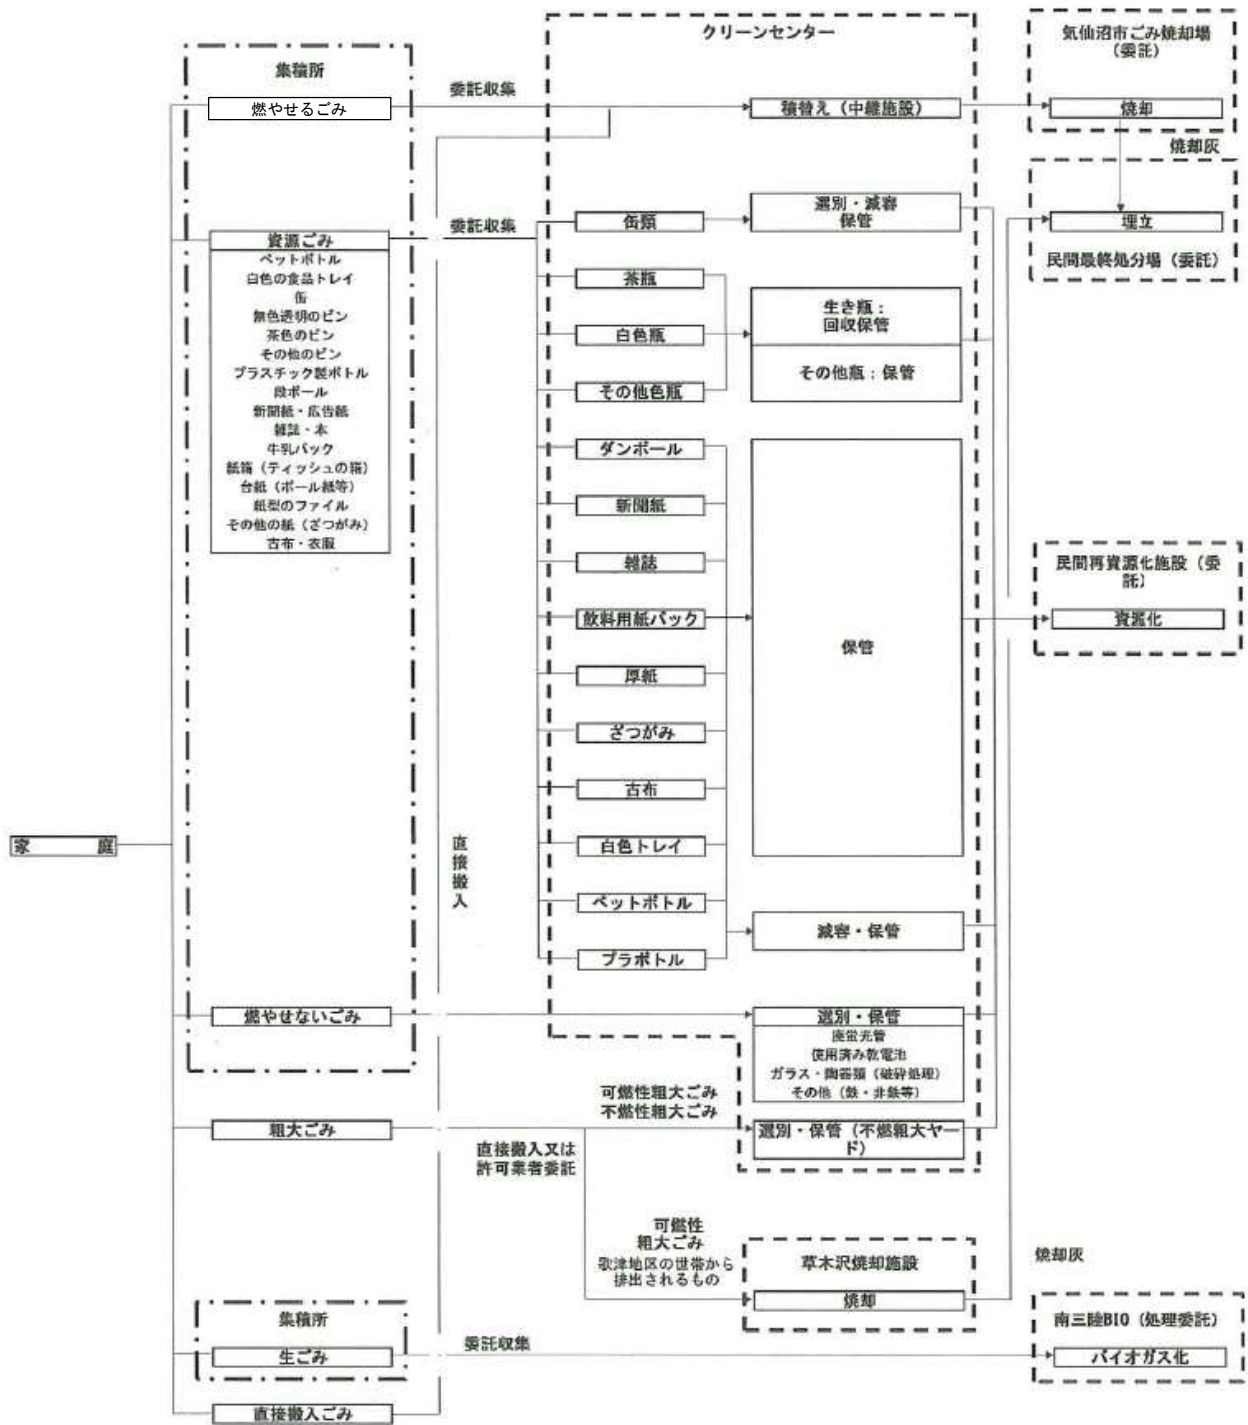 クリーンセンター
気仙沼市ごみ焼却場
(委託)
集積所
委託収集
燃やせるごみ
積替え（中継施設）
焼却
焼却灰
委託収集
缶類
選別・減容
保管
埋立
民間最終処分場（委託）
資源ごみ
ペットボトル
白色の食品トレイ
缶
無色透明のビン
茶色のビン
その他のビン
プラスチック製ボトル
段ボール
新聞紙・広告紙
雑誌・本
牛乳パック
紙箱（ティッシュの箱）
台紙（ボール紙等）
紙型のファイル
その他の紙（ざつがみ）
古布・衣服
茶瓶
白色瓶
その他色瓶
生き瓶：
回収保管
その他瓶：保管
ダンボール
新聞紙
雑誌
飲料用紙パック
厚紙
ざつがみ
古布
白色トレイ
ペットボトル
プラボトル
保管
減容・保管
民間再資源化施設（委
託）
資源化
家　　庭
直接搬入
燃やせないごみ
選別・保管
廃蛍光管
使用済み乾電池
ガラス・陶器類（破砕処理）
その他（鉄・非鉄等）
可燃性粗大ごみ
不燃性粗大ごみ
粗大ごみ
選別・保管（不燃粗大ヤー
ド）
直接搬入又は
許可業者委託
可燃性
粗大ごみ
歌津地区の世帯から
排出されるもの
草木沢焼却施設
焼却
焼却灰
集積所
生ごみ
委託収集
南三陸BIO（処理委託）
バイオガス化
直接搬入ごみ